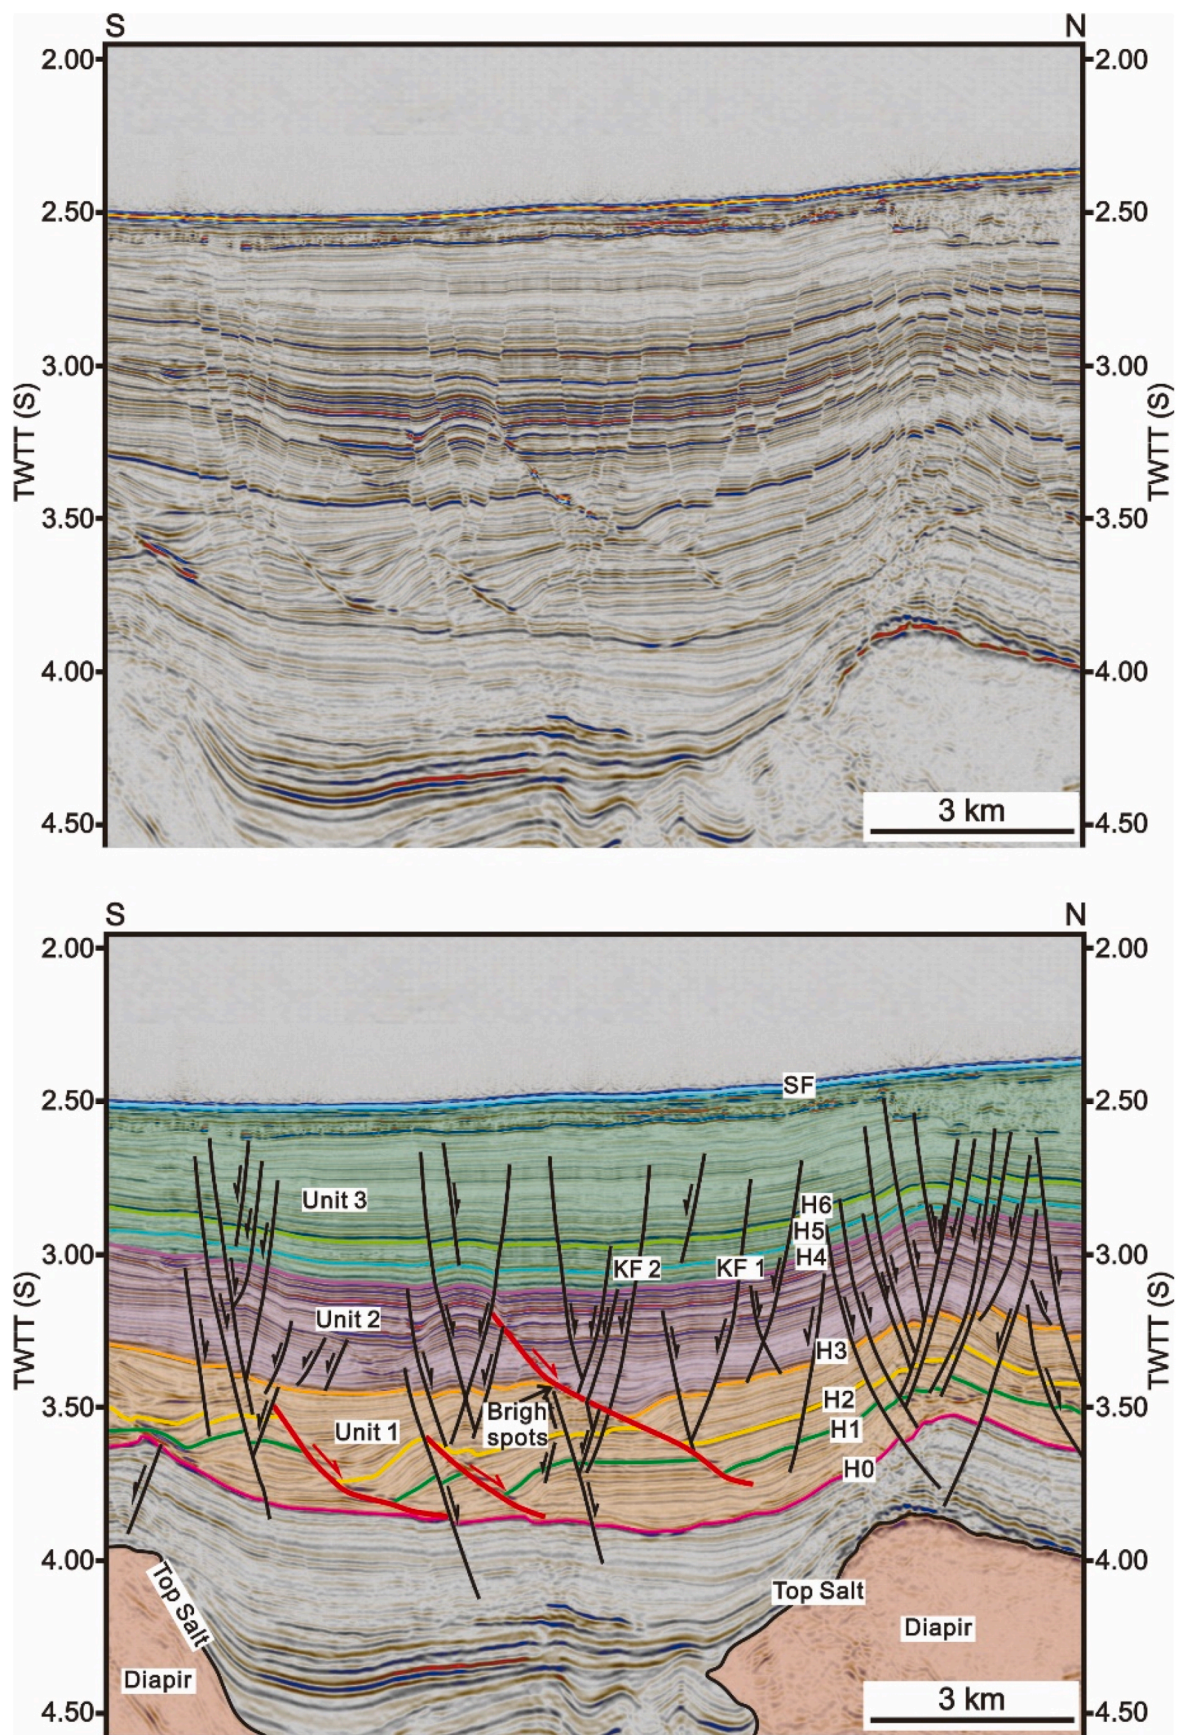 S N
2.00 2.00
2.50 2.50
3.00 3.00
TWTT (S) TWTT (S)
3.50 3.50
4.00 4.00
3 km
4.50 4.50
S N
2.00 2.00
SF
2.50 2.50
Unit 3
H6
H5
3.00 3.00
H4
KF 2 KF 1
Unit 2
TWTT (S) TWTT (S)
H3
H2
3.50 3.50
Brigh
Unit 1
H1
spots
H0
4.00 4.00
Top Salt
Top Salt
Diapir
Diapir
3 km
4.50 4.50